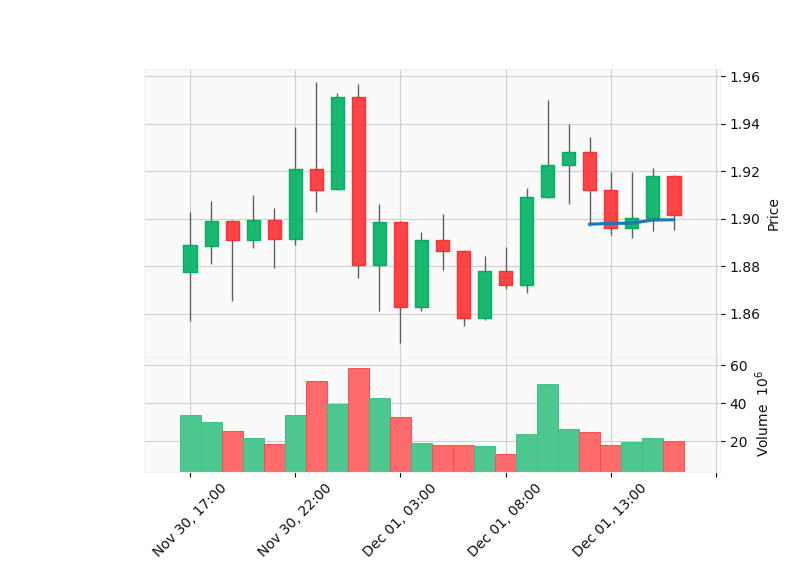 1.96
1.94
1.92
1.90
1.88
1.86
Price
60
40
20
Volume 10^6
Nov 30, 17:00
Nov 30, 22:00
Dec 01, 03:00
Dec 01, 08:00
Dec 01, 13:00